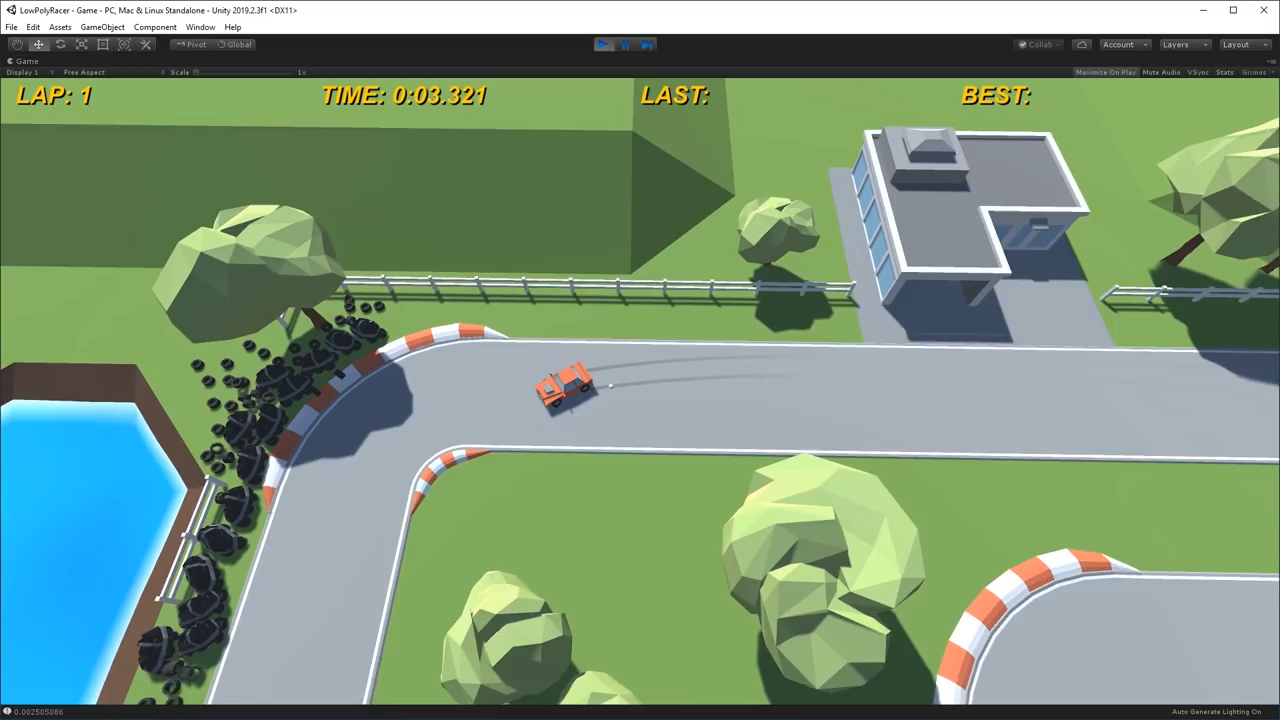 LowPolyRacer - Game - PC, Mac & Linux Standalone - Unity 2019.2.3f1 <DX11>
File Edit Assets GameObject Component Window Help
Pivot Global Collab Account Layers Layout
Game
Display 1 Free Aspect Scale 1x Maximize On Play Mute Audio VSync Stats Gizmos
LAP: 1 TIME: 0:03.321 LAST: BEST:
0.002505086 Auto Generate Lighting On